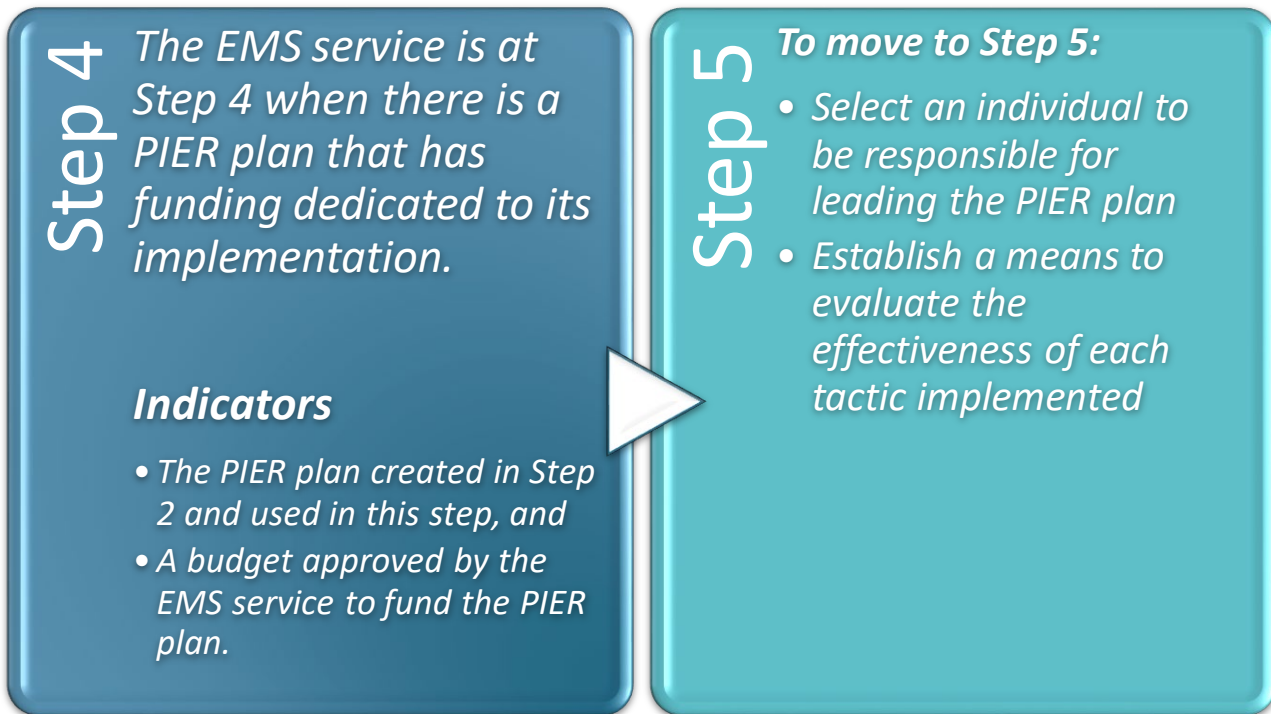 Step 4
The EMS service is at
Step 4 when there is a
PIER plan that has
funding dedicated to its
implementation.
Indicators
• The PIER plan created in Step
2 and used in this step, and
• A budget approved by the
EMS service to fund the PIER
plan.
Step 5
To move to Step 5:
• Select an individual to
be responsible for
leading the PIER plan
• Establish a means to
evaluate the
effectiveness of each
tactic implemented